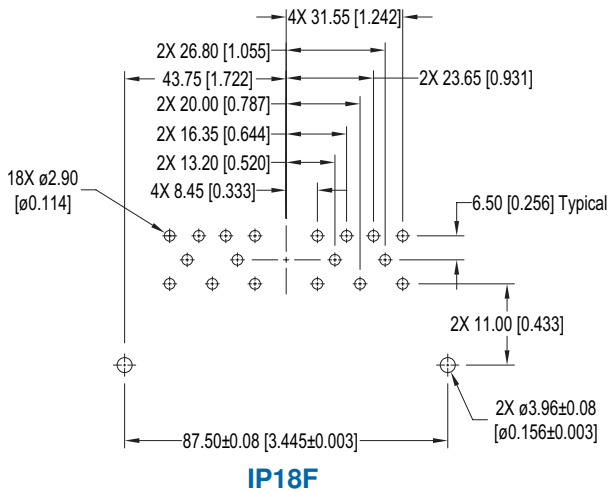 4X 31.55 [1.242]
2X 26.80 [1.055]
43.75 [1.722]
2X 23.65 [0.931]
2X 20.00 [0.787]
2X 16.35 [0.644]
2X 13.20 [0.520]
18X ø2.90
[ø0.114]
4X 8.45 [0.333]
6.50 [0.256] Typical
2X 11.00 [0.433]
2X ø3.96±0.08
[ø0.156±0.003]
87.50±0.08 [3.445±0.003]
IP18F